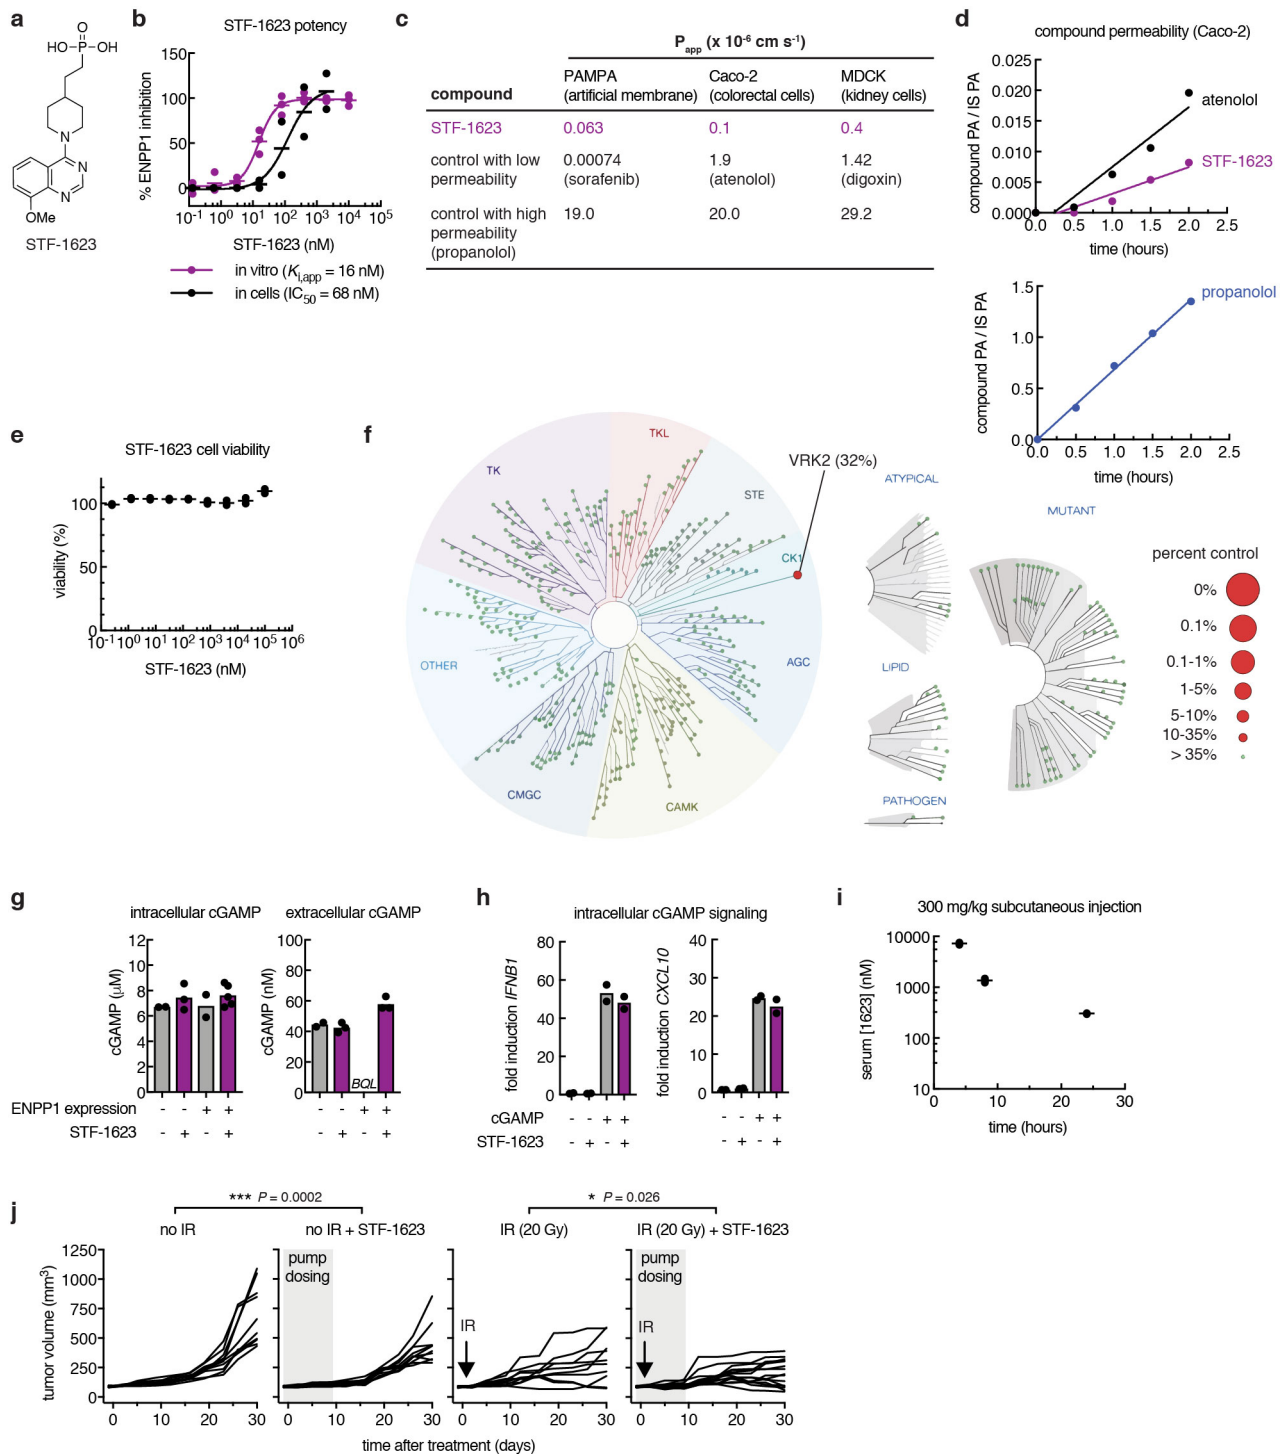 a
O
HO
P
OH
N
N
N
OMe
STF-1623
b
STF-1623 potency
% ENPP1 inhibition
150
100
50
0
10-1 100 101 102 103 104 105
STF-1623 (nM)
in vitro (Ki,app = 16 nM)
in cells (IC50 = 68 nM)
c
Papp (x 10-6 cm s-1)
compound
PAMPA (artificial membrane)
Caco-2 (colorectal cells)
MDCK (kidney cells)
STF-1623 0.063 0.1 0.4
control with low permeability
0.00074 (sorafenib)
1.9 (atenolol)
1.42 (digoxin)
control with high permeability (propanolol)
19.0 20.0 29.2
d
compound permeability (Caco-2)
compound PA / IS PA
0.025
0.020
0.015
0.010
0.005
0.000
atenolol
STF-1623
0.0 0.5 1.0 1.5 2.0 2.5
time (hours)
compound PA / IS PA
1.5
1.0
0.5
0.0
propanolol
0.0 0.5 1.0 1.5 2.0 2.5
time (hours)
e
STF-1623 cell viability
viability (%)
100
50
0
10-1 100 101 102 103 104 105 106
STF-1623 (nM)
f
TK
TKL
STE
CK1
VRK2 (32%)
AGC
CAMK
CMGC
OTHER
ATYPICAL
LIPID
PATHOGEN
MUTANT
percent control
0%
0.1%
0.1-1%
1-5%
5-10%
10-35%
> 35%
g
intracellular cGAMP
cGAMP (μM)
12
10
8
6
4
2
0
extracellular cGAMP
cGAMP (nM)
100
80
60
40
20
0
BQL
ENPP1 expression - - + + - - + +
STF-1623 - + - + - + - +
h
intracellular cGAMP signaling
fold induction IFNB1
80
60
40
20
0
fold induction CXCL10
40
30
20
10
0
cGAMP - - + + - - + +
STF-1623 - + - + - + - +
i
300 mg/kg subcutaneous injection
serum [1623] (nM)
10000
1000
100
10
0 10 20 30
time (hours)
j
*** P = 0.0002
* P = 0.026
no IR
no IR + STF-1623
IR (20 Gy)
IR (20 Gy) + STF-1623
tumor volume (mm3)
1250
1000
750
500
250
0
pump dosing
IR
pump dosing
IR
0 10 20 30
0 10 20 30
0 10 20 30
0 10 20 30
time after treatment (days)